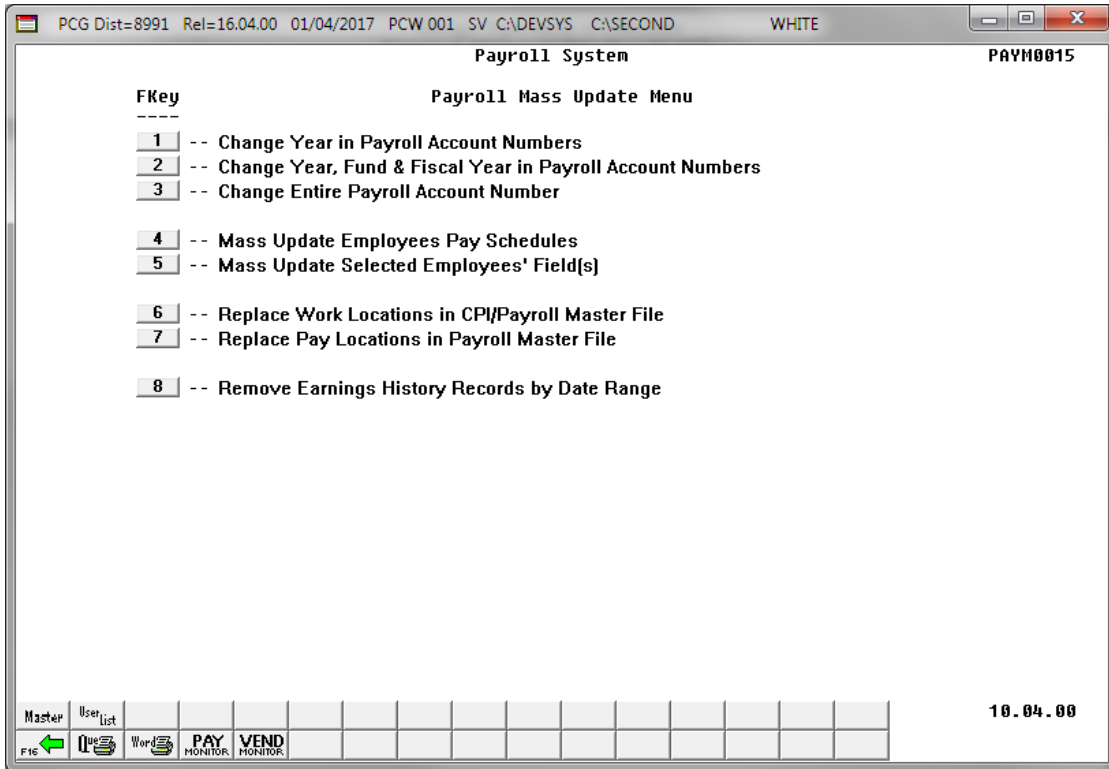 PCG Dist=8991 Rel=16.04.00 01/04/2017 PCW 001 SV C:\DEVSYS C:\SECOND WHITE
Payroll System PAYM0015
FKey Payroll Mass Update Menu
----
1 -- Change Year in Payroll Account Numbers
2 -- Change Year, Fund & Fiscal Year in Payroll Account Numbers
3 -- Change Entire Payroll Account Number
4 -- Mass Update Employees Pay Schedules
5 -- Mass Update Selected Employees' Field(s)
6 -- Replace Work Locations in CPI/Payroll Master File
7 -- Replace Pay Locations in Payroll Master File
8 -- Remove Earnings History Records by Date Range
Master User List 10.04.00
F16 Que Word PAY MONITOR VEND MONITOR